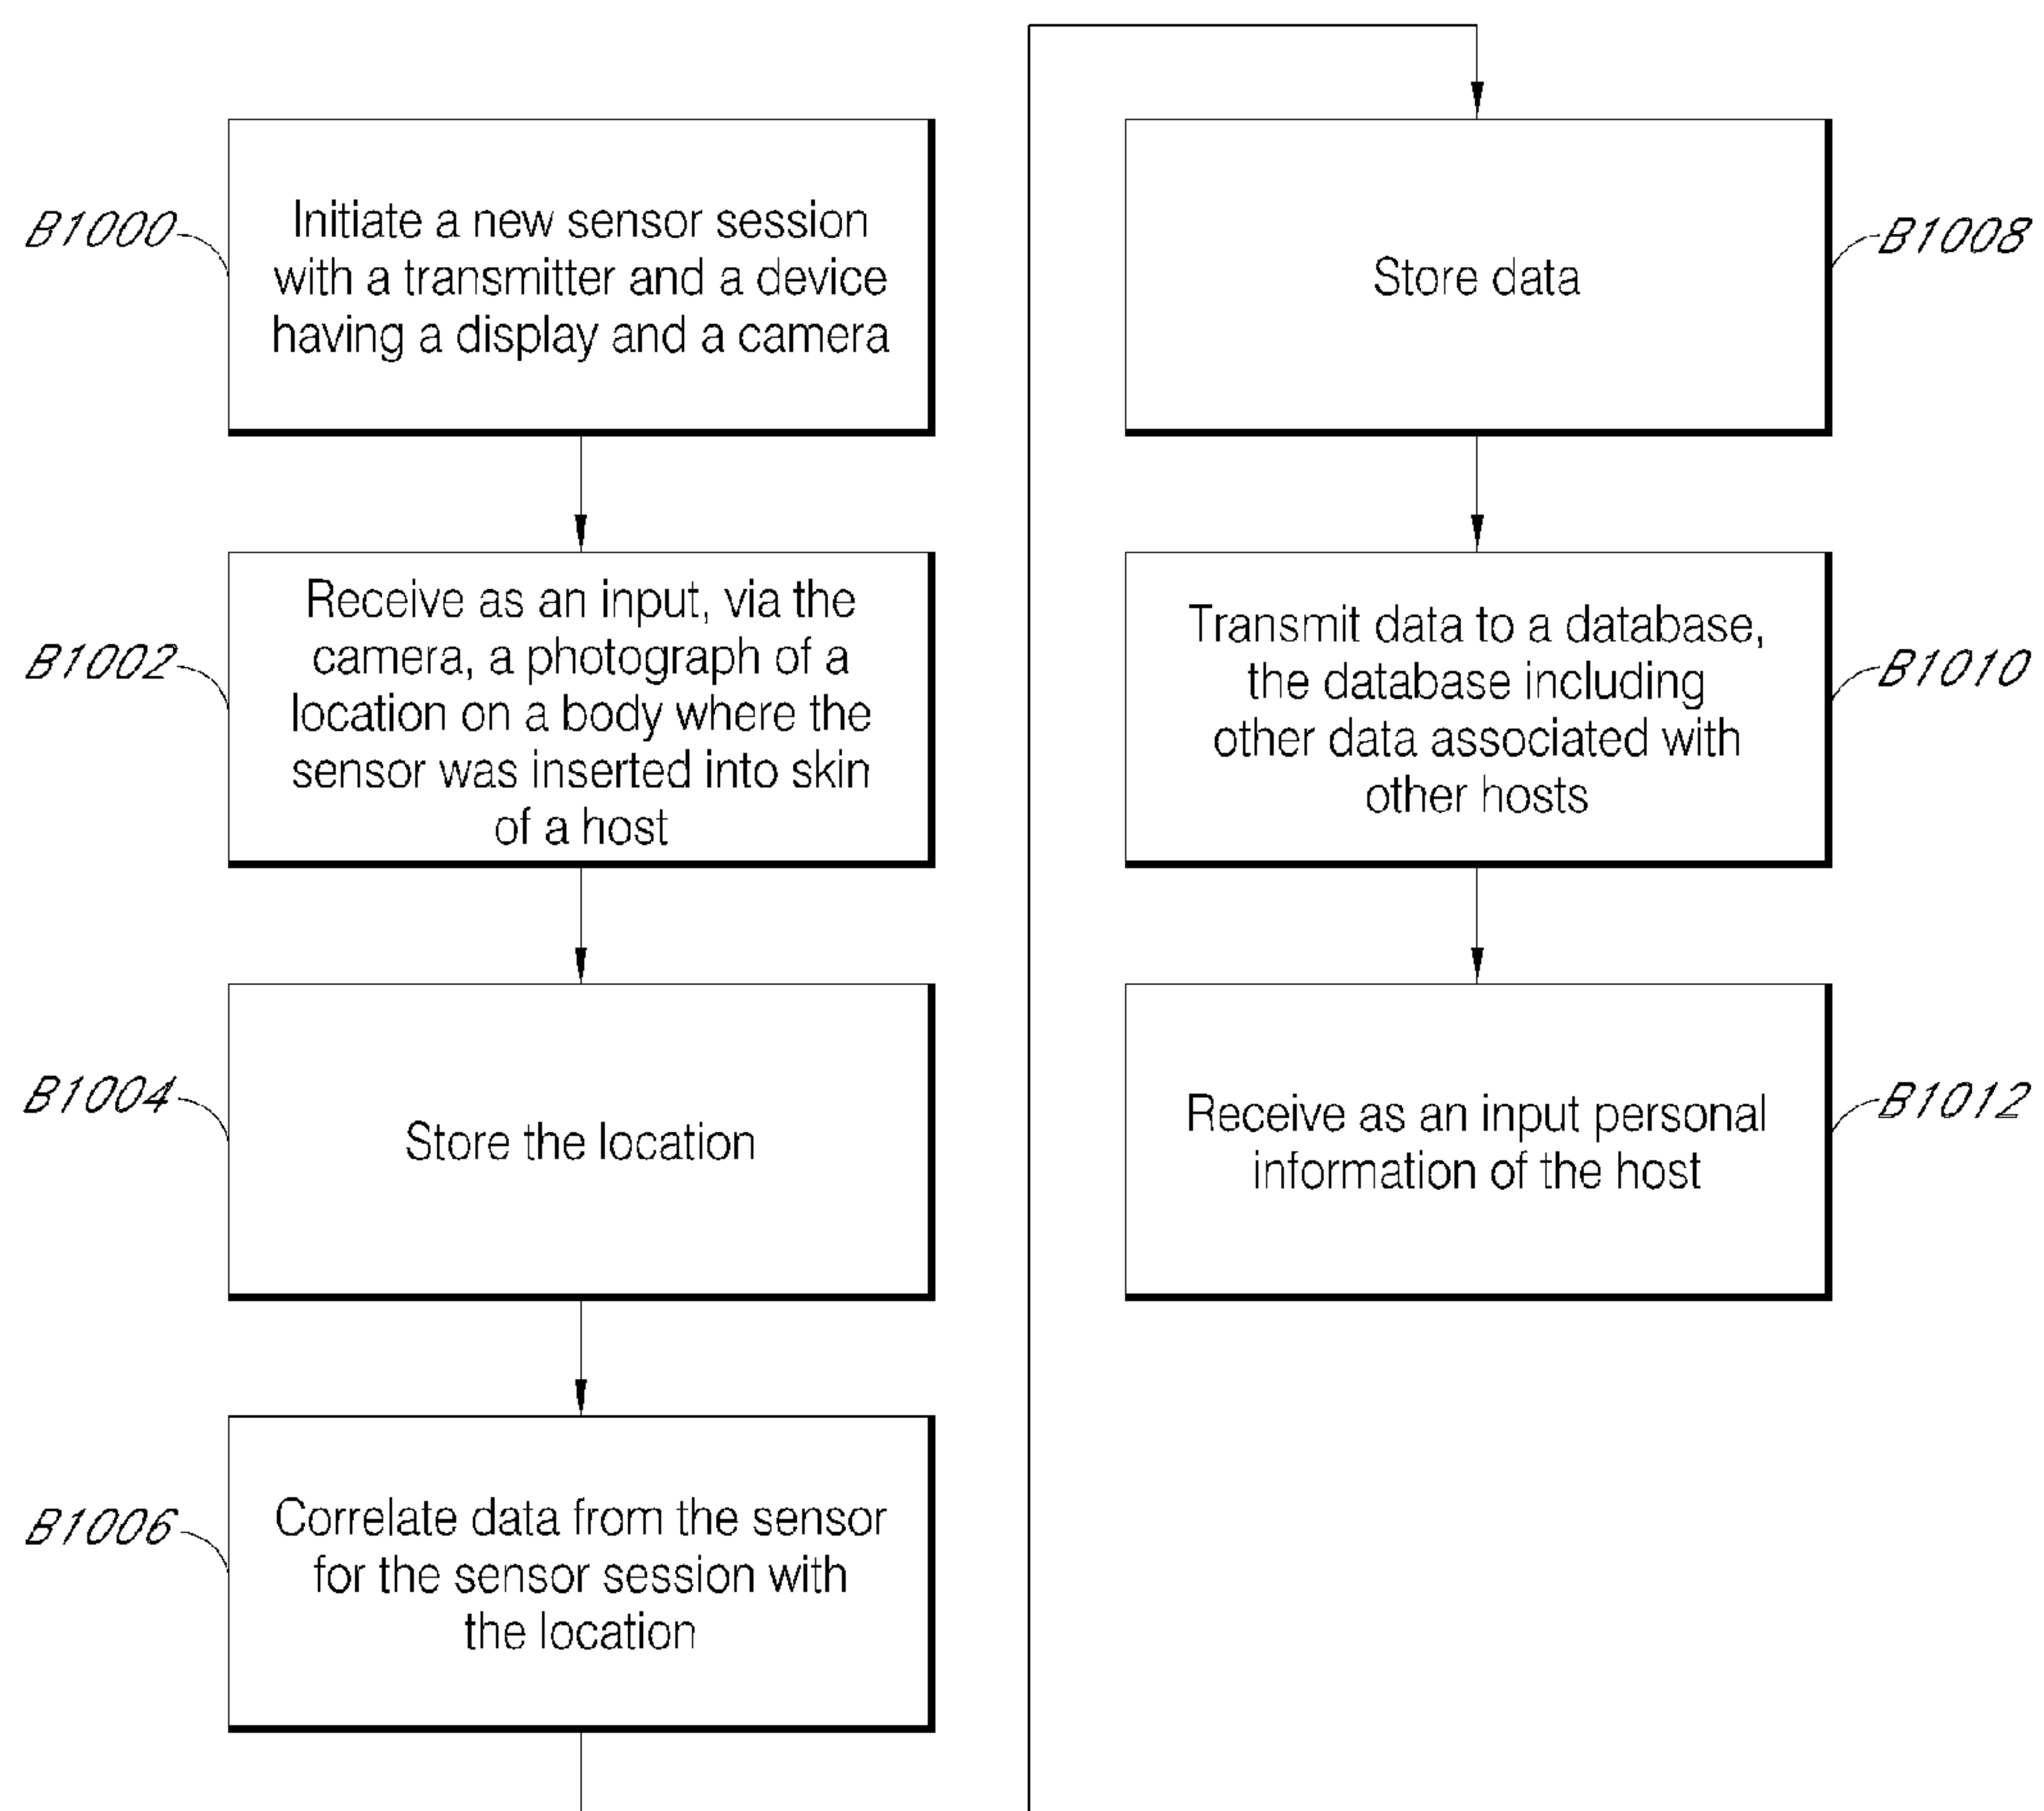 B1000
Initiate a new sensor session
with a transmitter and a device
having a display and a camera
B1002
Receive as an input, via the
camera, a photograph of a
location on a body where the
sensor was inserted into skin
of a host
B1004
Store the location
B1006
Correlate data from the sensor
for the sensor session with
the location
Store data
B1008
Transmit data to a database,
the database including
other data associated with
other hosts
B1010
Receive as an input personal
information of the host
B1012